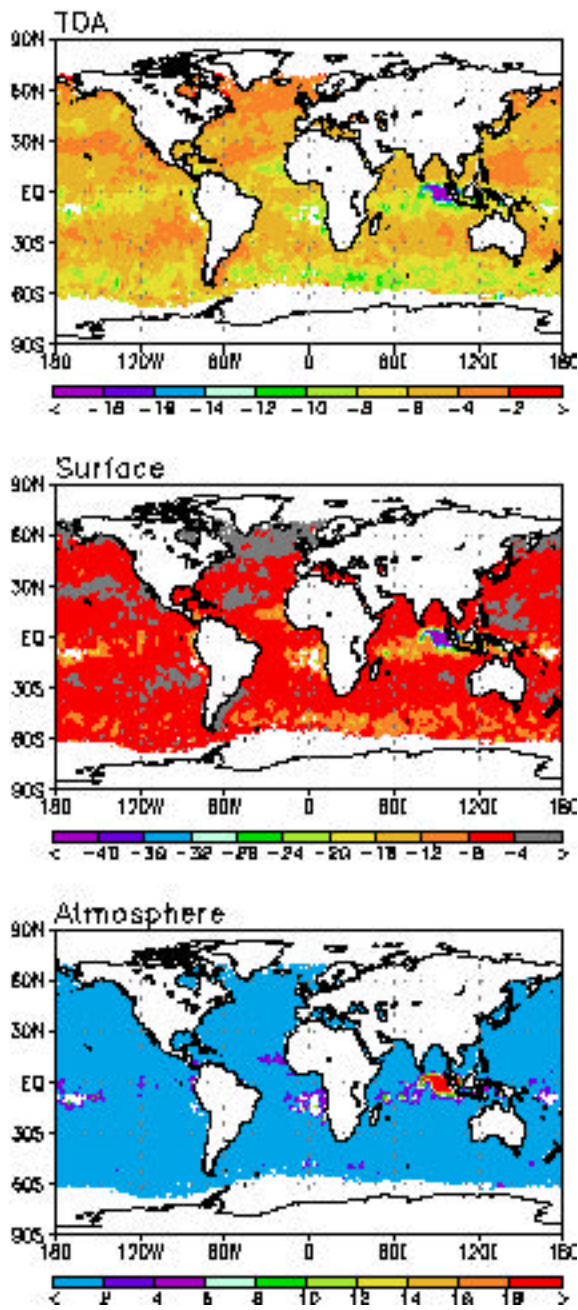 TOA
90N
60N
30N
EQ
30S
60S
90S
180 120W 60W 0 60E 120E 180
< -18 -16 -14 -12 -10 -8 -6 -4 -2 >
Surface
90N
60N
30N
EQ
30S
60S
90S
180 120W 60W 0 60E 120E 180
< -40 -36 -32 -28 -24 -20 -16 -12 -8 -4 >
Atmosphere
90N
60N
30N
EQ
30S
60S
90S
180 120W 60W 0 60E 120E 180
< 2 4 6 8 10 12 14 16 18 >